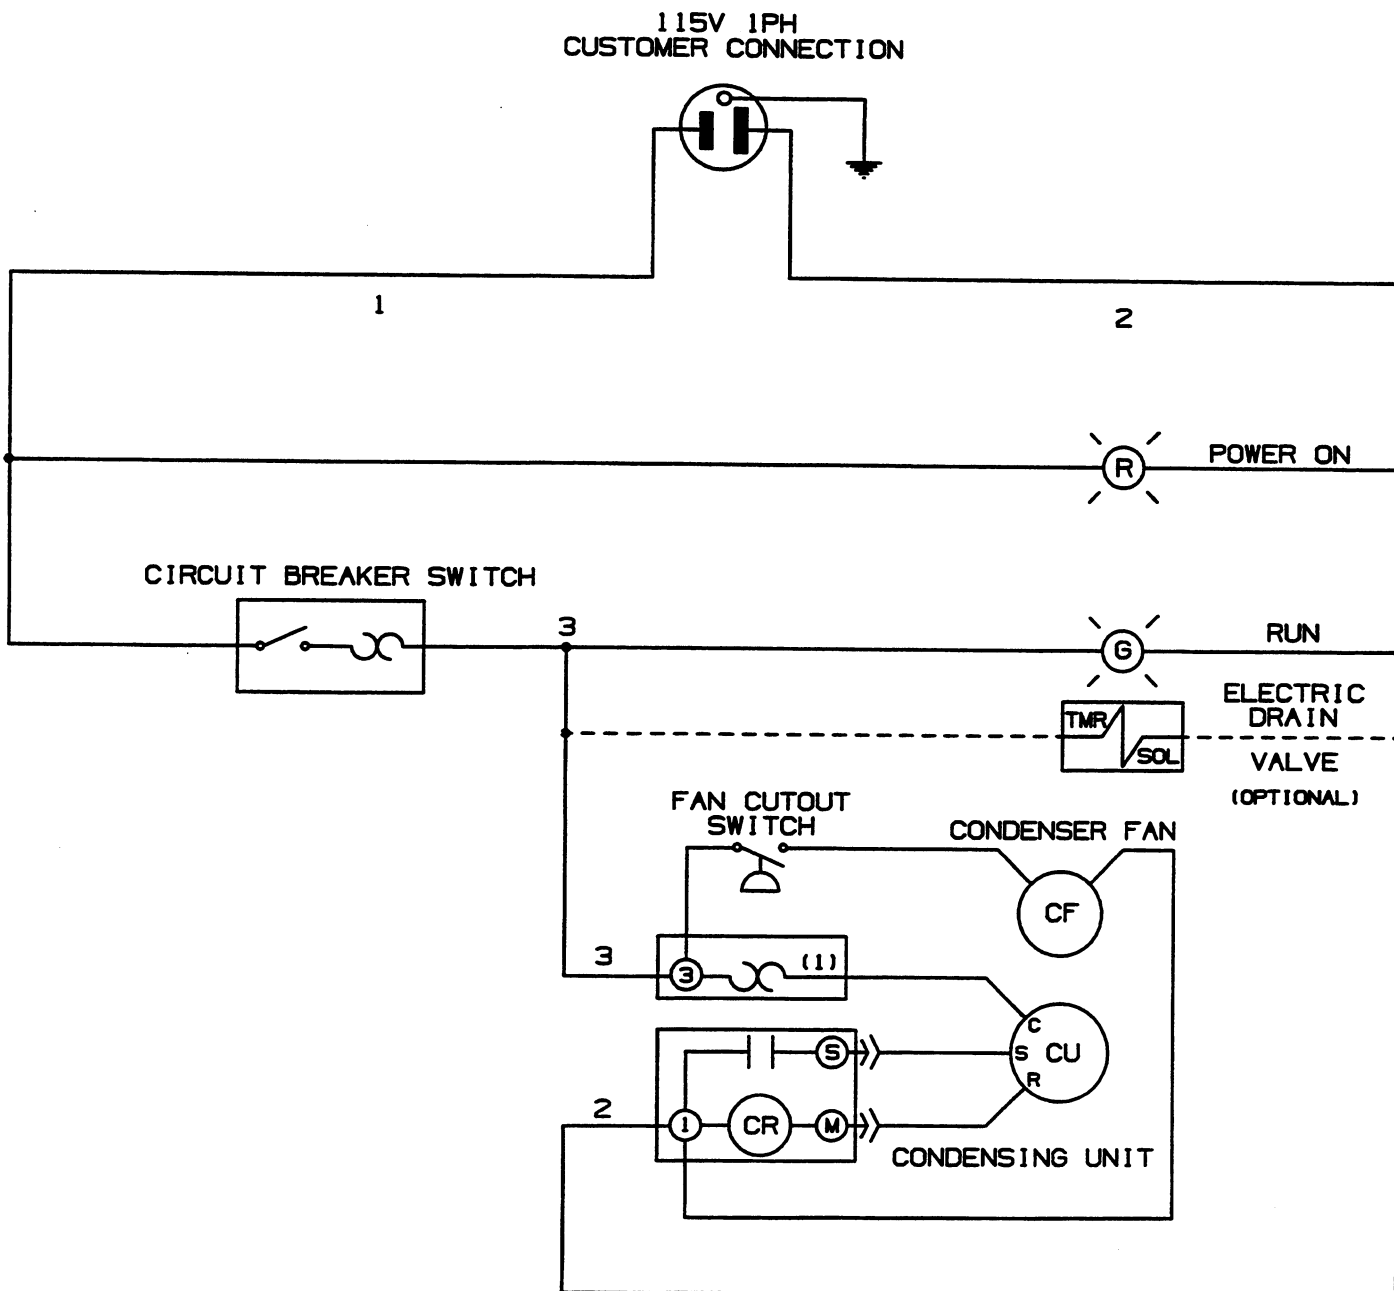 115V 1PH
CUSTOMER CONNECTION
1
2
R
POWER ON
CIRCUIT BREAKER SWITCH
3
G
RUN
TMR
SOL
ELECTRIC
DRAIN
VALVE
(OPTIONAL)
FAN CUTOUT
SWITCH
CONDENSER FAN
CF
3
3
(1)
C
S
S
CU
R
2
1
CR
M
CONDENSING UNIT